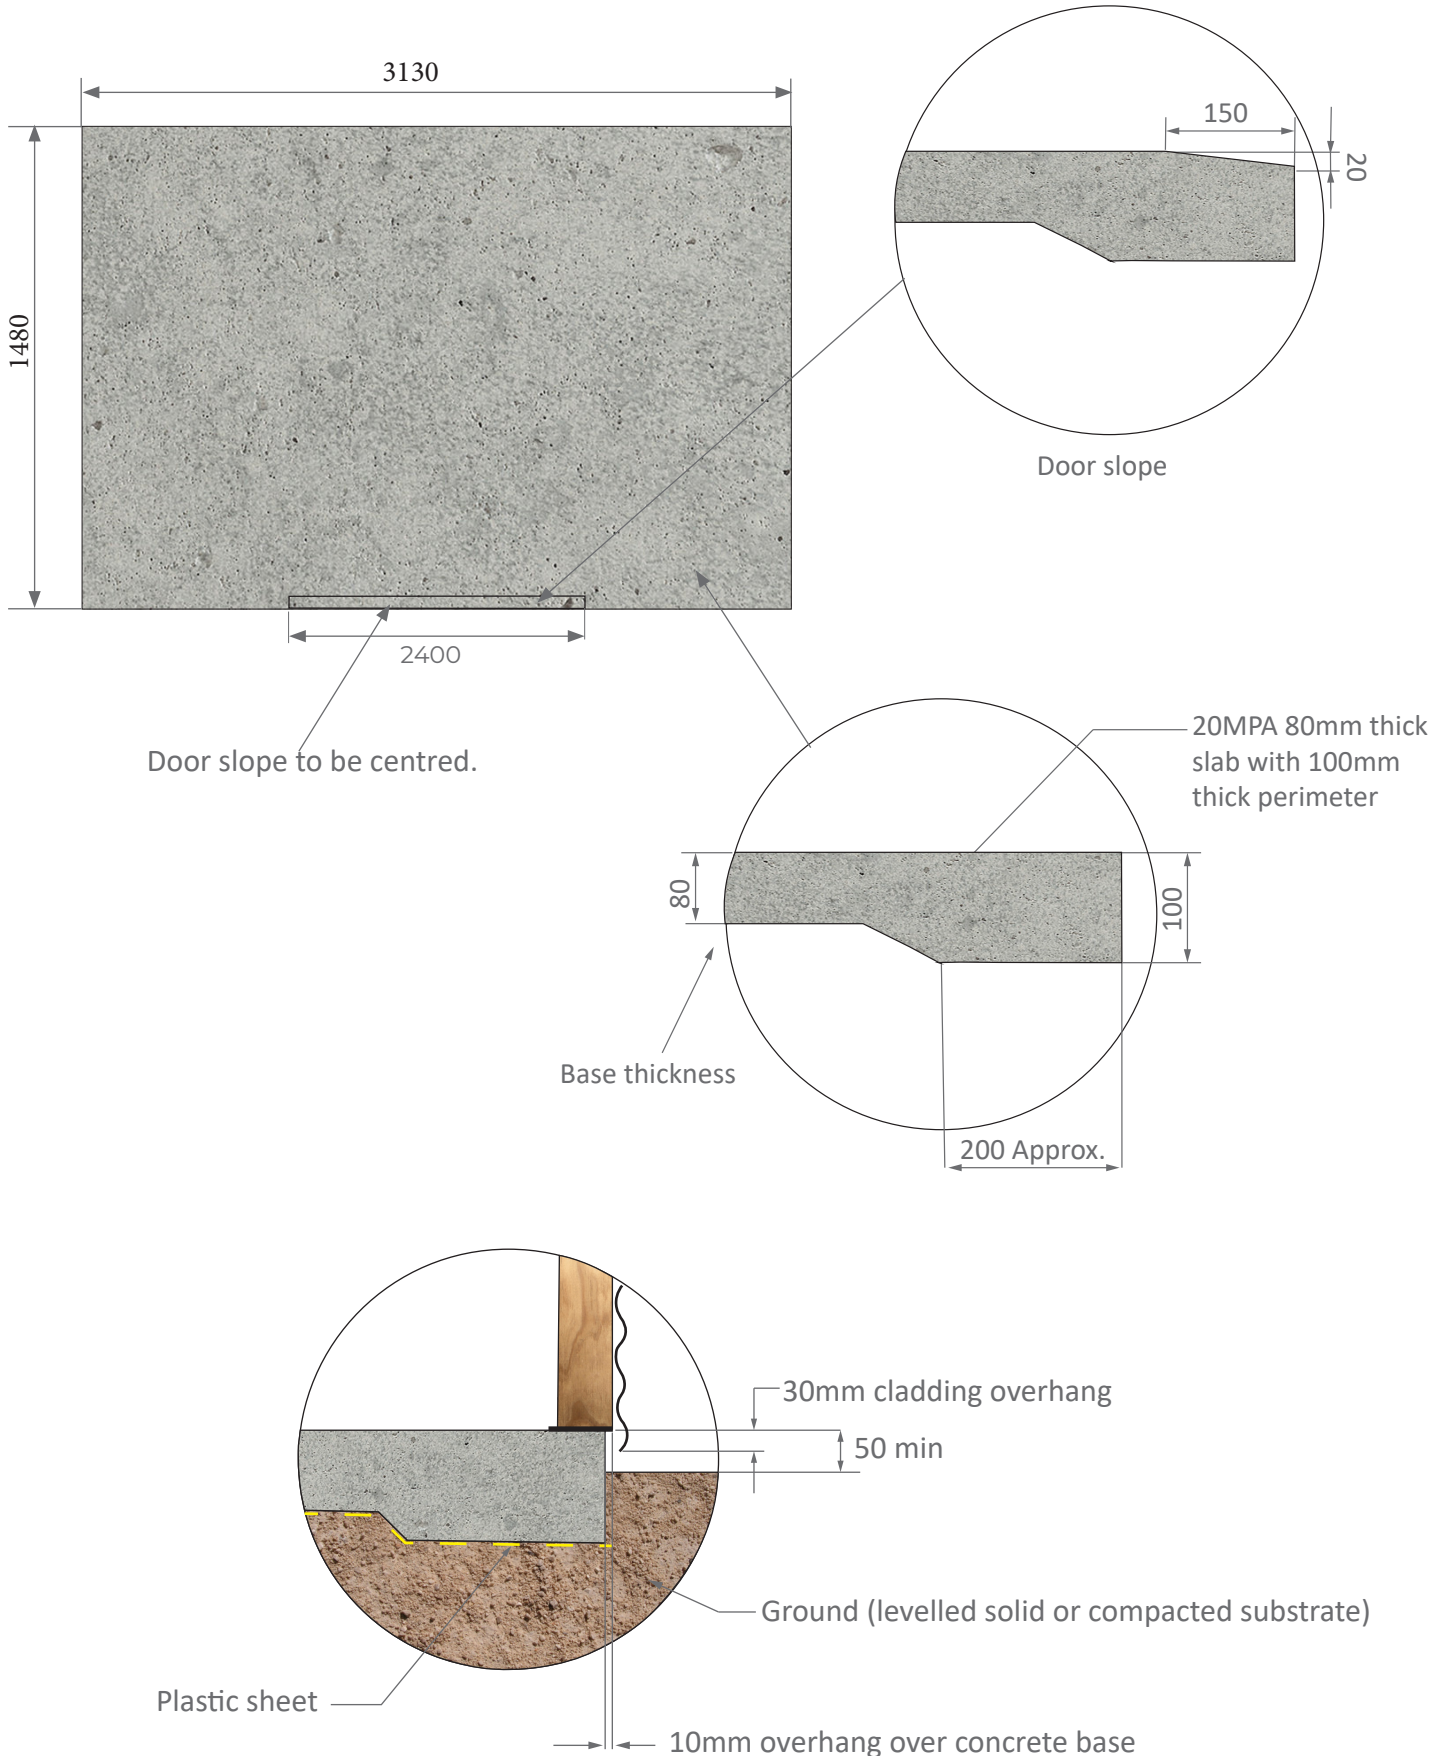 3130
150
20
1480
Door slope
2400
Door slope to be centred.
20MPA 80mm thick
slab with 100mm
thick perimeter
80
100
Base thickness
200 Approx.
30mm cladding overhang
50 min
Ground (levelled solid or compacted substrate)
Plastic sheet
10mm overhang over concrete base